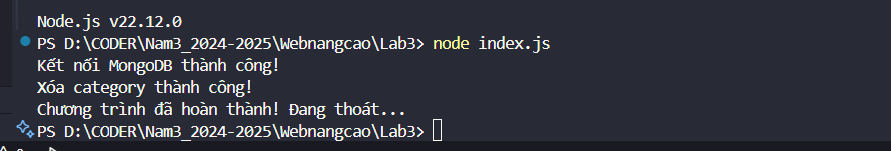 Node.js v22.12.0
PS D:\CODER\Nam3_2024-2025\Webnangcao\Lab3> node index.js
Kết nối MongoDB thành công!
Xóa category thành công!
Chương trình đã hoàn thành! Đang thoát...
PS D:\CODER\Nam3_2024-2025\Webnangcao\Lab3>